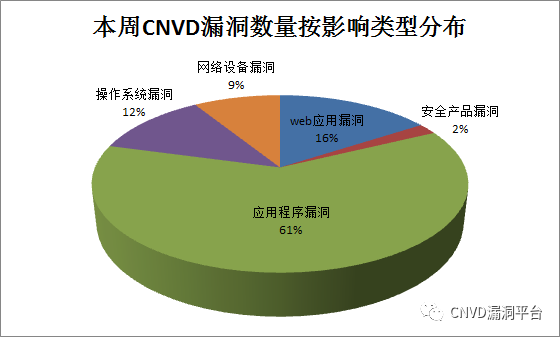 本周CNVD漏洞数量按影响类型分布
网络设备漏洞
9%
操作系统漏洞
12%
web应用漏洞
16%
安全产品漏洞
2%
应用程序漏洞
61%
CNVD漏洞平台